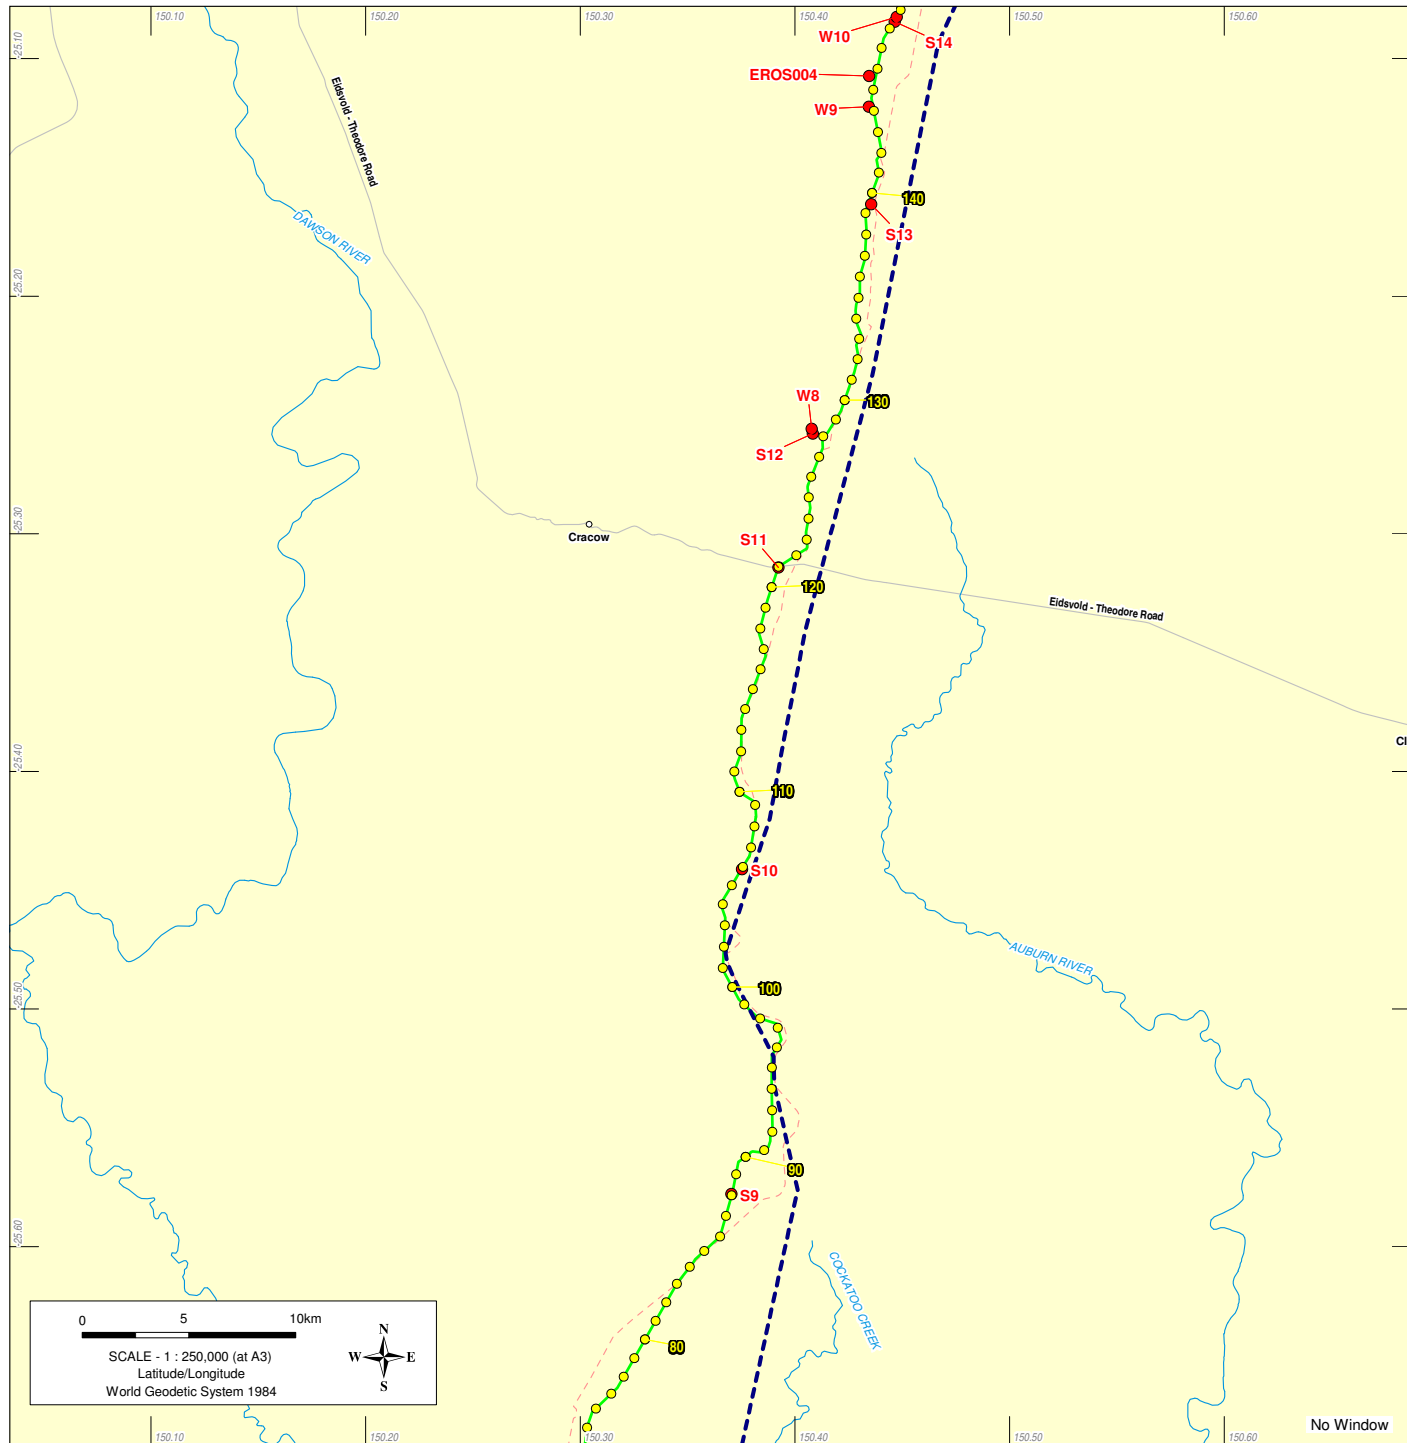 150.10
150.20
150.30
150.40
150.50
150.60
-25.10
W10
S14
EROS004
W9
Eidsvold - Theodore Road
140
S13
DAWSON RIVER
-25.20
W8
130
S12
-25.30
Cracow
S11
120
Eidsvold - Theodore Road
-25.40
Cl
110
S10
AUBURN RIVER
100
-25.50
90
S9
-25.60
COCKATOO CREEK
80
0 5 10km
SCALE - 1 : 250,000 (at A3)
Latitude/Longitude
World Geodetic System 1984
N
W E
S
No Window
150.10
150.20
150.30
150.40
150.50
150.60